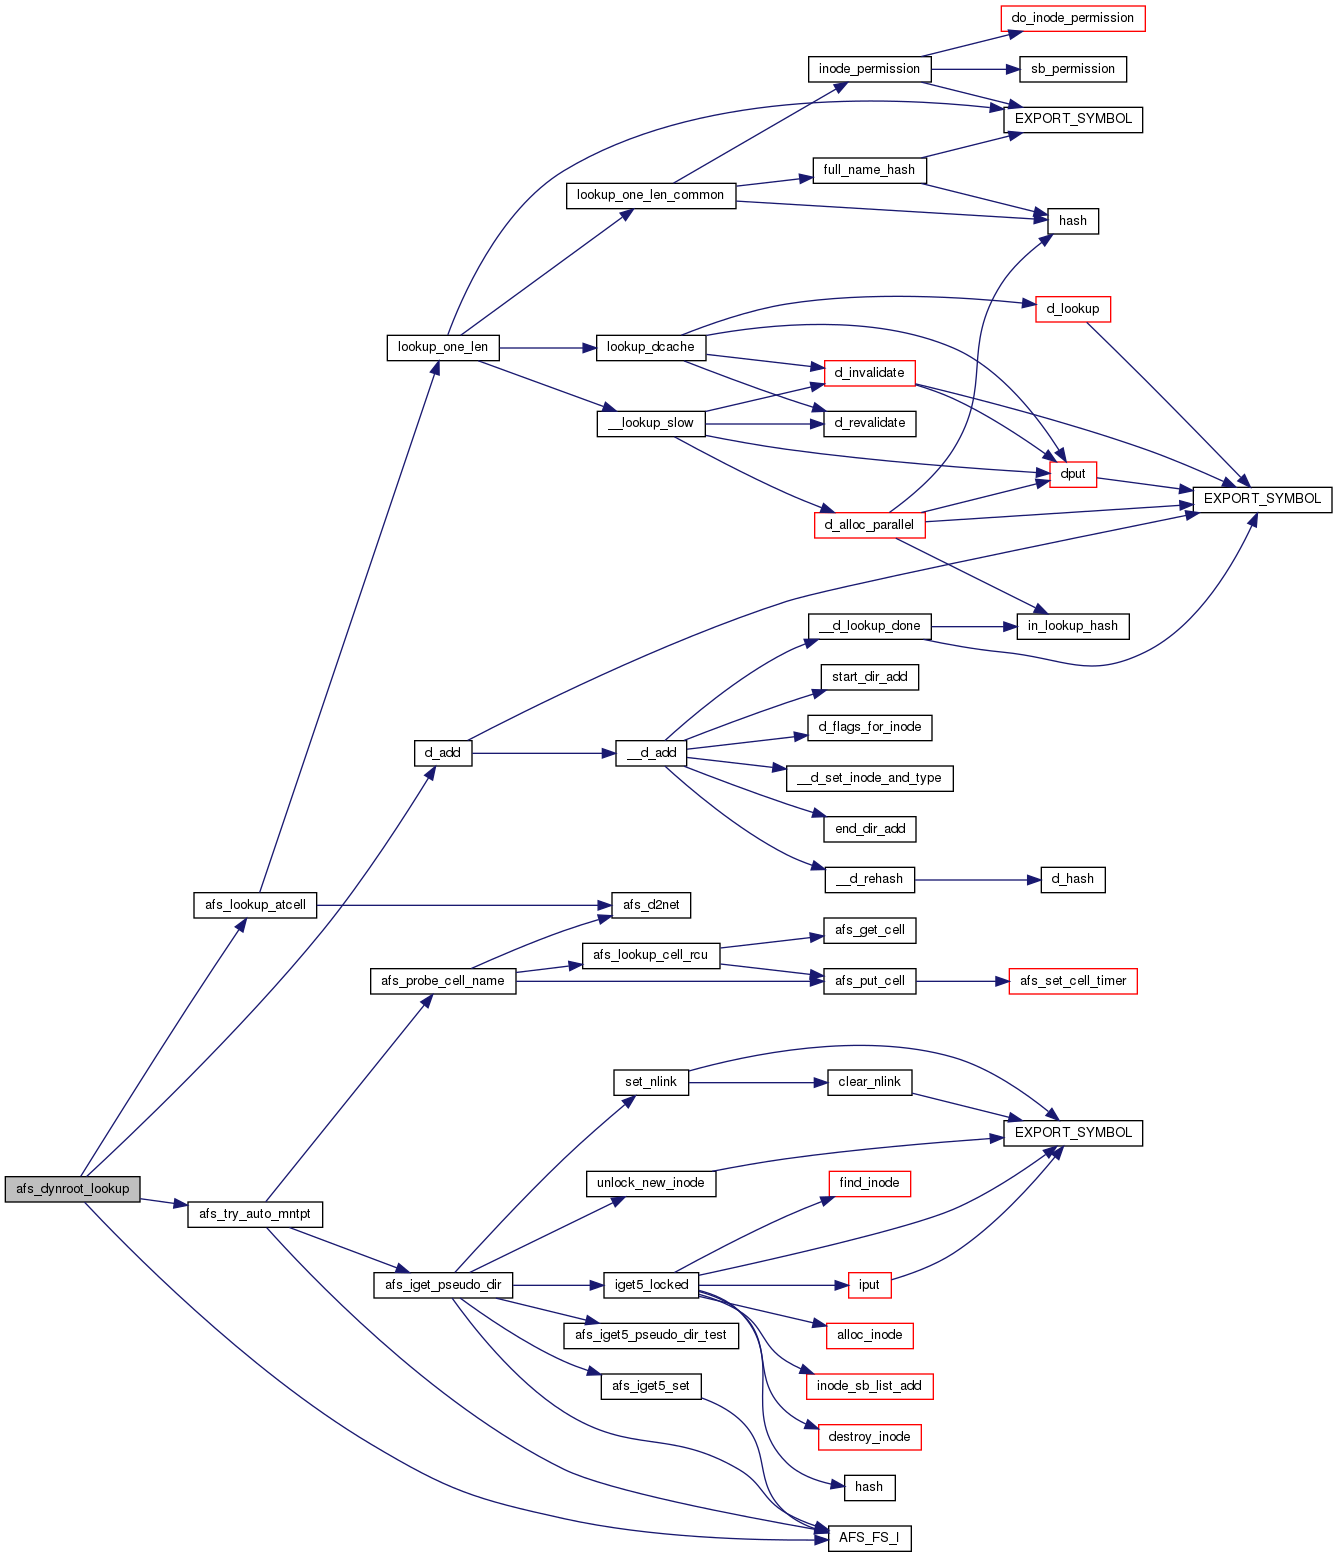 do_inode_permission
inode_permission
sb_permission
EXPORT_SYMBOL
full_name_hash
lookup_one_len_common
hash
d_lookup
lookup_one_len
lookup_dcache
d_invalidate
d_revalidate
__lookup_slow
dput
EXPORT_SYMBOL
d_alloc_parallel
__d_lookup_done
in_lookup_hash
start_dir_add
d_flags_for_inode
d_add
__d_add
__d_set_inode_and_type
end_dir_add
__d_rehash
d_hash
afs_lookup_atcell
afs_d2net
afs_get_cell
afs_lookup_cell_rcu
afs_probe_cell_name
afs_put_cell
afs_set_cell_timer
set_nlink
clear_nlink
EXPORT_SYMBOL
afs_dynroot_lookup
unlock_new_inode
find_inode
afs_try_auto_mntpt
afs_iget_pseudo_dir
iget5_locked
iput
afs_iget5_pseudo_dir_test
alloc_inode
afs_iget5_set
inode_sb_list_add
destroy_inode
hash
AFS_FS_I